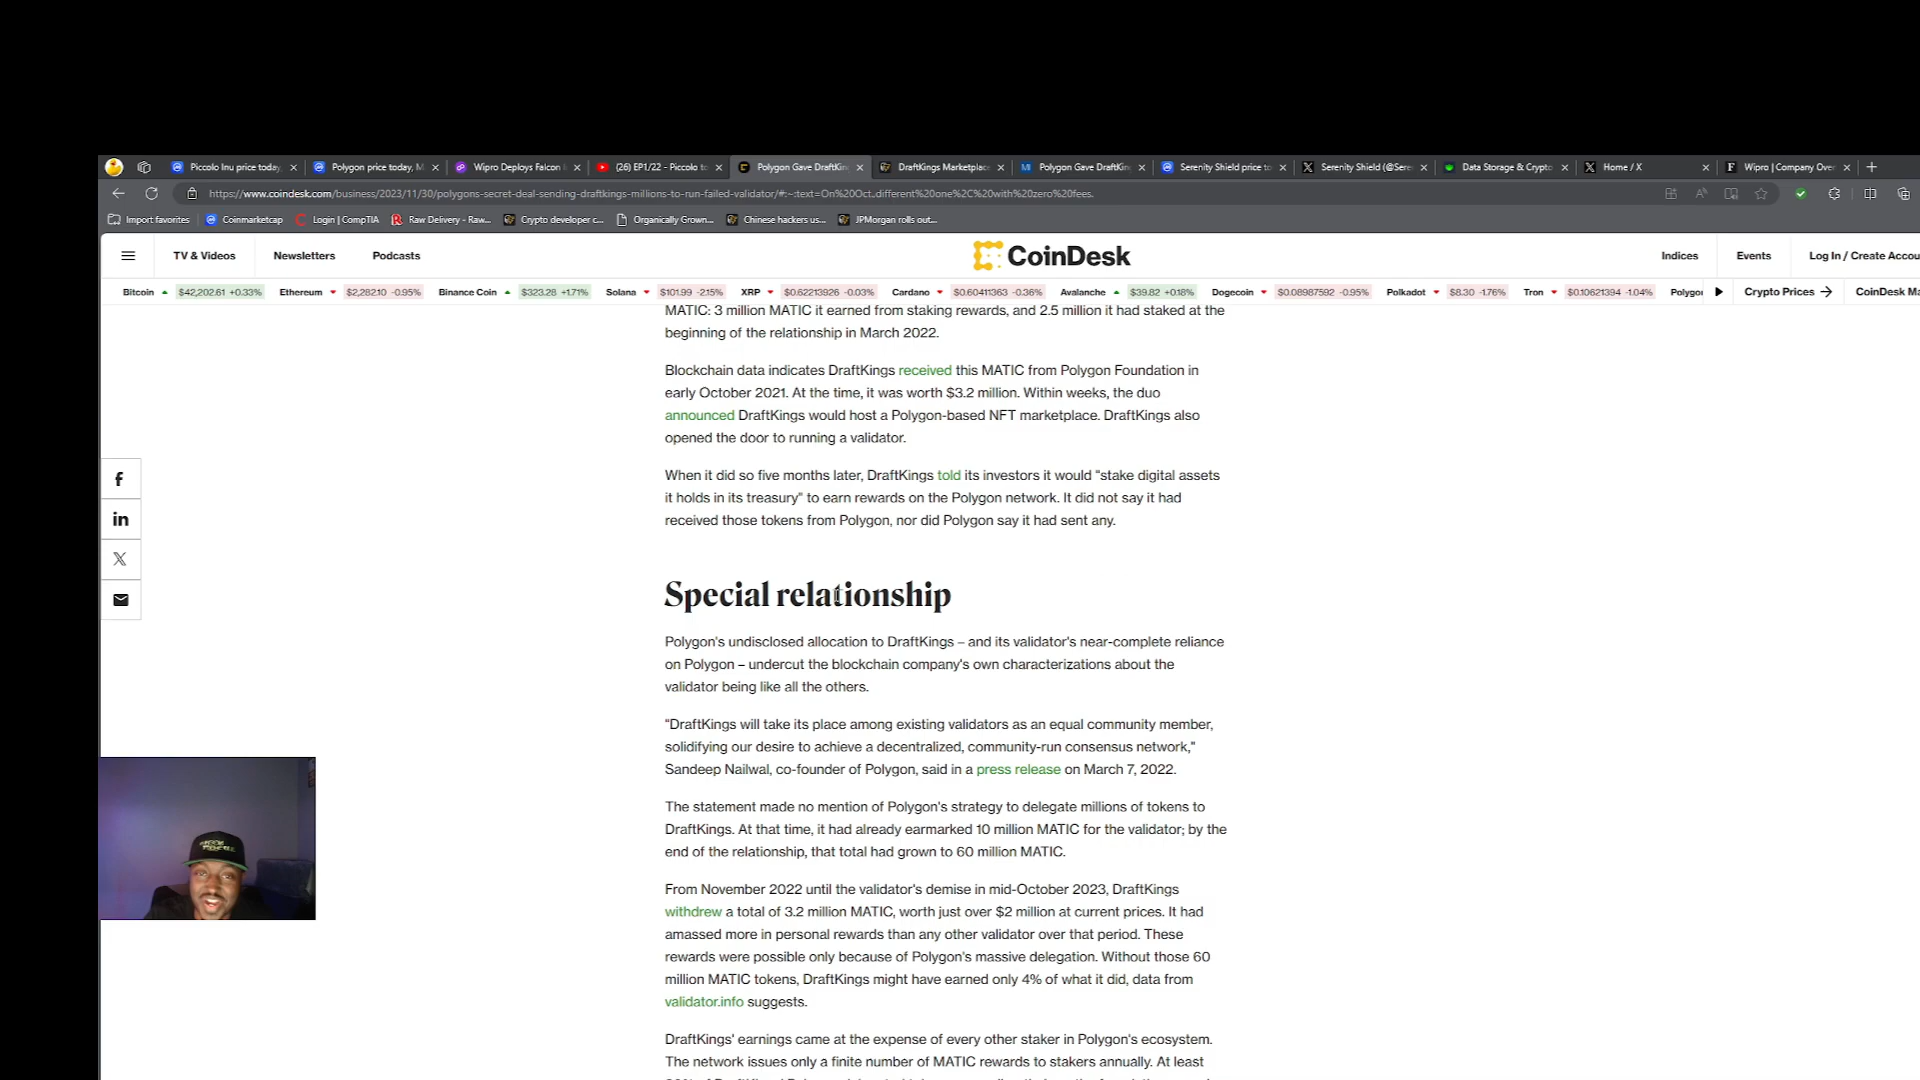 Piccolo Inu price today,
Polygon price today, M
Wipro Deploys Falcon
(26) EP1/22 - Piccolo to
Polygon Gave DraftKin
DraftKings Marketplace
Polygon Gave DraftKin
Serenity Shield price to
Serenity Shield (@Sere
Data Storage & Crypto
Home / X
Wipro | Company Ove
https://www.coindesk.com/business/2023/11/30/polygons-secret-deal-sending-draftkings-millions-to-run-failed-validator/#:~:text=On%20Oct..different%20one%2C%20with%20zero%20fees.
Import favorites
Coinmarketcap
Login | CompTIA
Raw Delivery - Raw...
Crypto developer c...
Organically Grown...
Chinese hackers us...
JPMorgan rolls out...
TV & Videos
Newsletters
Podcasts
CoinDesk
Indices
Events
Log In / Create Accou
Bitcoin $42,202.61 +0.33%
Ethereum $2,282.10 -0.95%
Binance Coin $323.28 +1.71%
Solana $101.99 -2.15%
XRP $0.62213926 -0.03%
Cardano $0.60411363 -0.36%
Avalanche $39.82 +0.18%
Dogecoin $0.08987592 -0.95%
Polkadot $8.30 -1.76%
Tron $0.10621394 -1.04%
Polygo
Crypto Prices →
CoinDesk Ma
MATIC: 3 million MATIC it earned from staking rewards, and 2.5 million it had staked at the
beginning of the relationship in March 2022.
Blockchain data indicates DraftKings received this MATIC from Polygon Foundation in
early October 2021. At the time, it was worth $3.2 million. Within weeks, the duo
announced DraftKings would host a Polygon-based NFT marketplace. DraftKings also
opened the door to running a validator.
When it did so five months later, DraftKings told its investors it would “stake digital assets
it holds in its treasury” to earn rewards on the Polygon network. It did not say it had
received those tokens from Polygon, nor did Polygon say it had sent any.
Special relationship
Polygon's undisclosed allocation to DraftKings – and its validator's near-complete reliance
on Polygon – undercut the blockchain company's own characterizations about the
validator being like all the others.
“DraftKings will take its place among existing validators as an equal community member,
solidifying our desire to achieve a decentralized, community-run consensus network,”
Sandeep Nailwal, co-founder of Polygon, said in a press release on March 7, 2022.
The statement made no mention of Polygon's strategy to delegate millions of tokens to
DraftKings. At that time, it had already earmarked 10 million MATIC for the validator; by the
end of the relationship, that total had grown to 60 million MATIC.
From November 2022 until the validator's demise in mid-October 2023, DraftKings
withdrew a total of 3.2 million MATIC, worth just over $2 million at current prices. It had
amassed more in personal rewards than any other validator over that period. These
rewards were possible only because of Polygon's massive delegation. Without those 60
million MATIC tokens, DraftKings might have earned only 4% of what it did, data from
validator.info suggests.
DraftKings' earnings came at the expense of every other staker in Polygon's ecosystem.
The network issues only a finite number of MATIC rewards to stakers annually. At least